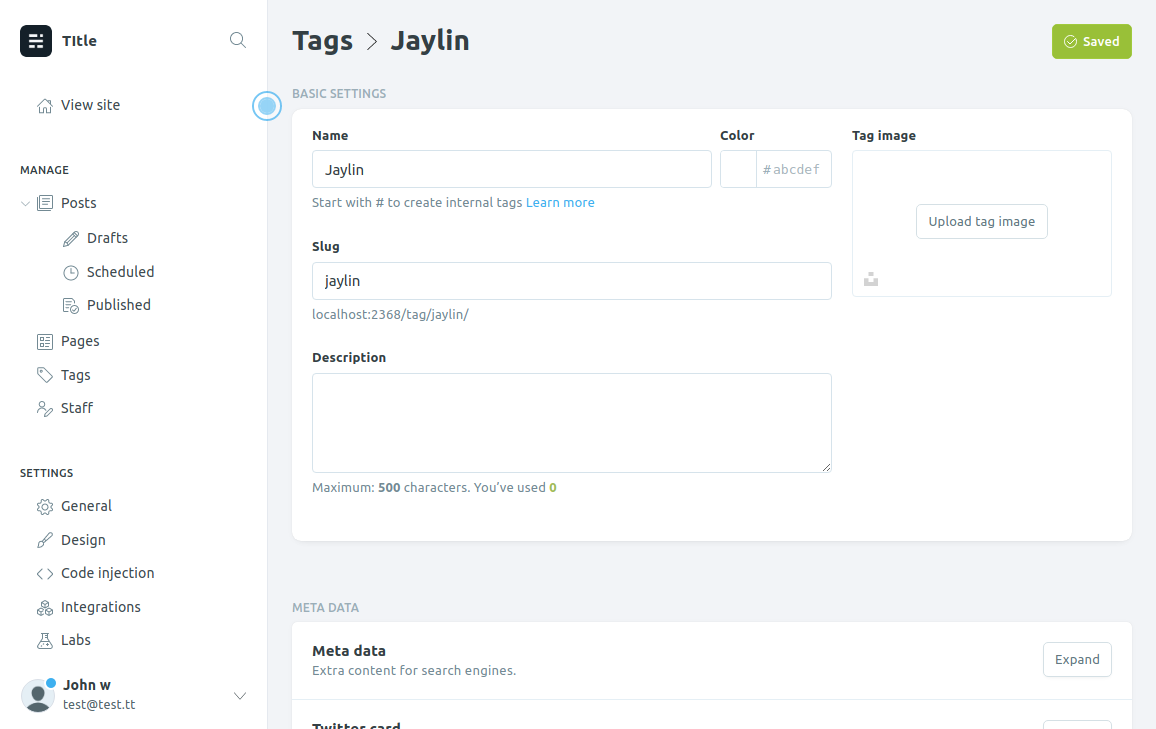 TItle
View site
MANAGE
Posts
Drafts
Scheduled
Published
Pages
Tags
Staff
SETTINGS
General
Design
Code injection
Integrations
Labs
John w
test@test.tt
Tags > Jaylin
Saved
BASIC SETTINGS
Name
Jaylin
Start with # to create internal tags Learn more
Color
#abcdef
Slug
jaylin
localhost:2368/tag/jaylin/
Description
Maximum: 500 characters. You’ve used 0
Tag image
Upload tag image
META DATA
Meta data
Extra content for search engines.
Expand
Twitter card